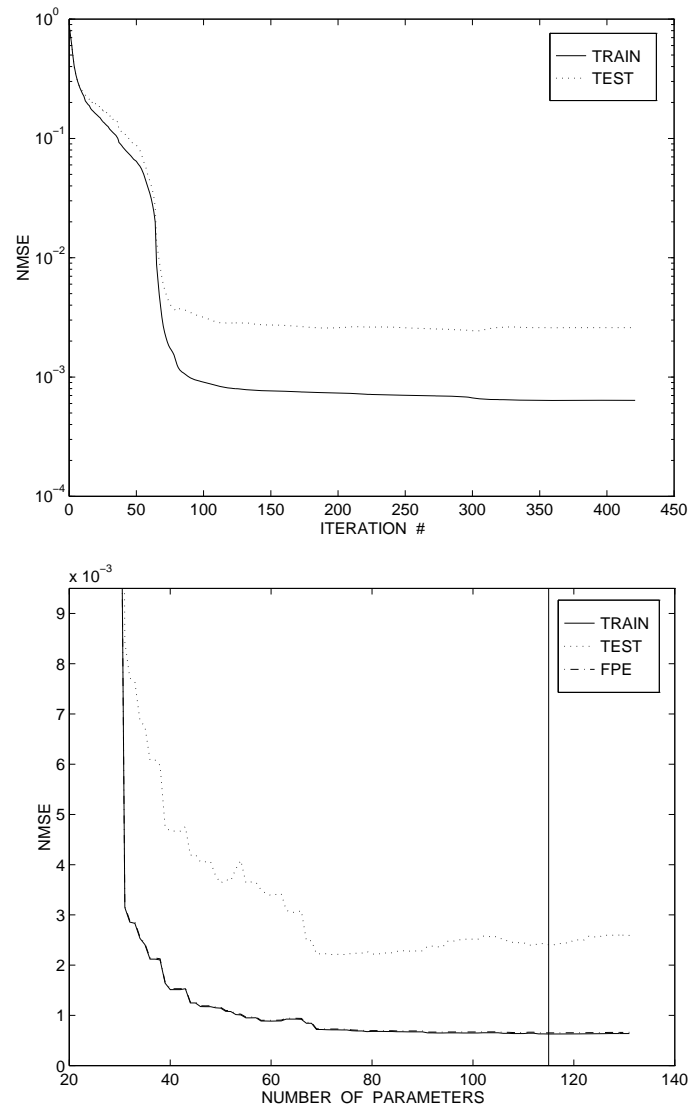 10^0
10^-1
10^-2
10^-3
10^-4
NMSE
TRAIN
TEST
0 50 100 150 200 250 300 350 400 450
ITERATION #
x 10^-3
9
8
7
6
5
4
3
2
1
0
NMSE
TRAIN
TEST
FPE
20 40 60 80 100 120 140
NUMBER OF PARAMETERS